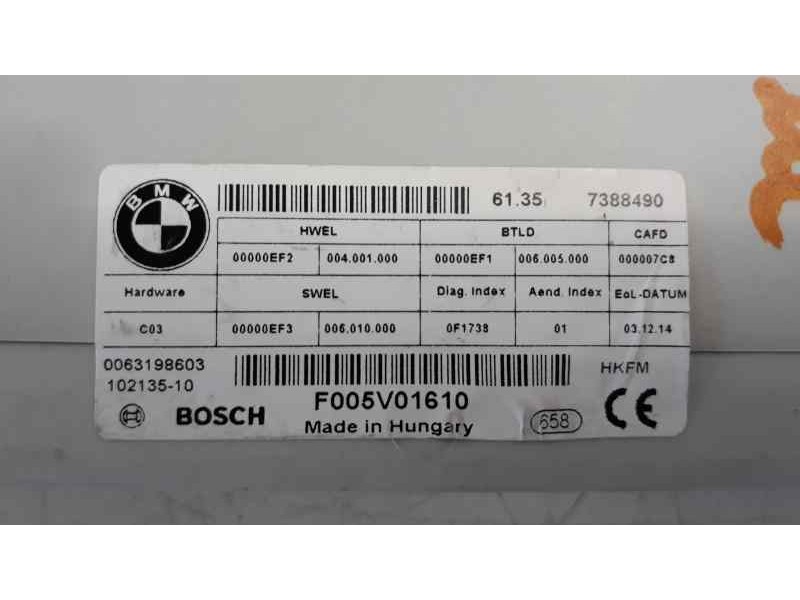 BMW
61.35 7388490
HWEL BTLD CAFD
00000EF2 004.001.000 00000EF1 006.005.000 000007C8
Hardware SWEL Diag. Index Aend. Index EoL-DATUM
C03 00000EF3 006.010.000 0F1738 01 03.12.14
0063198603 HKFM
102135-10
BOSCH F005V01610 658 CE
Made in Hungary